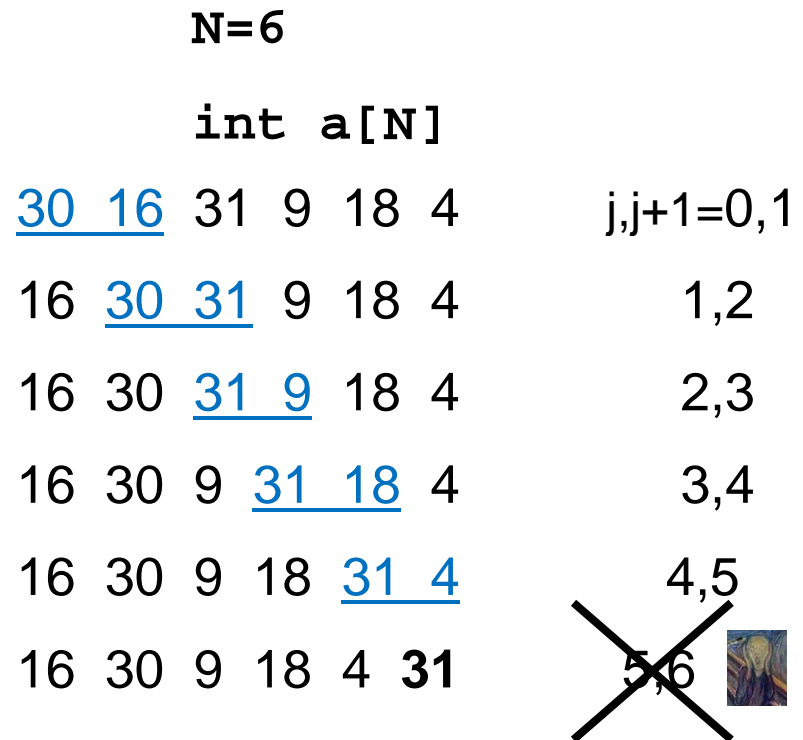 N=6
int a[N]
30 16 31 9 18 4 j,j+1=0,1
16 30 31 9 18 4 1,2
16 30 31 9 18 4 2,3
16 30 9 31 18 4 3,4
16 30 9 18 31 4 4,5
16 30 9 18 4 31 5,6